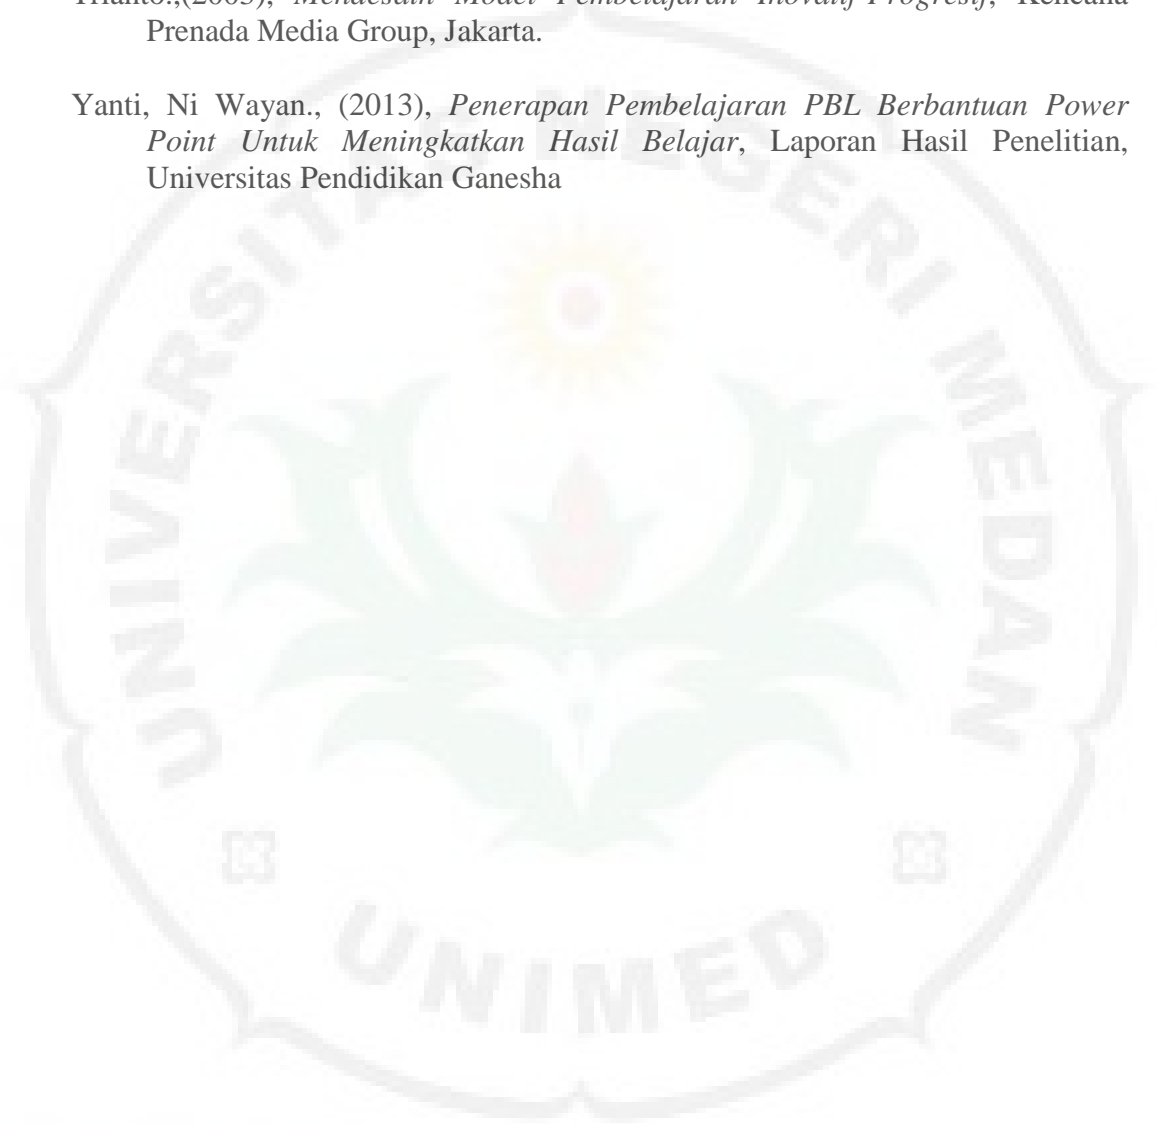 Prenada Media Group, Jakarta.
Yanti, Ni Wayan., (2013), Penerapan Pembelajaran PBL Berbantuan Power
Point Untuk Meningkatkan Hasil Belajar, Laporan Hasil Penelitian,
Universitas Pendidikan Ganesha
UNIVERSITAS NEGERI MEDAN
UNIMED